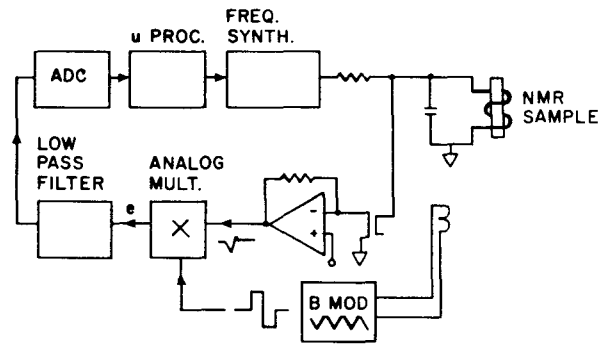 FREQ.
u PROC. SYNTH.
ADC
NMR
SAMPLE
LOW
PASS
FILTER
ANALOG
MULT.
e
×
-
+
B MOD